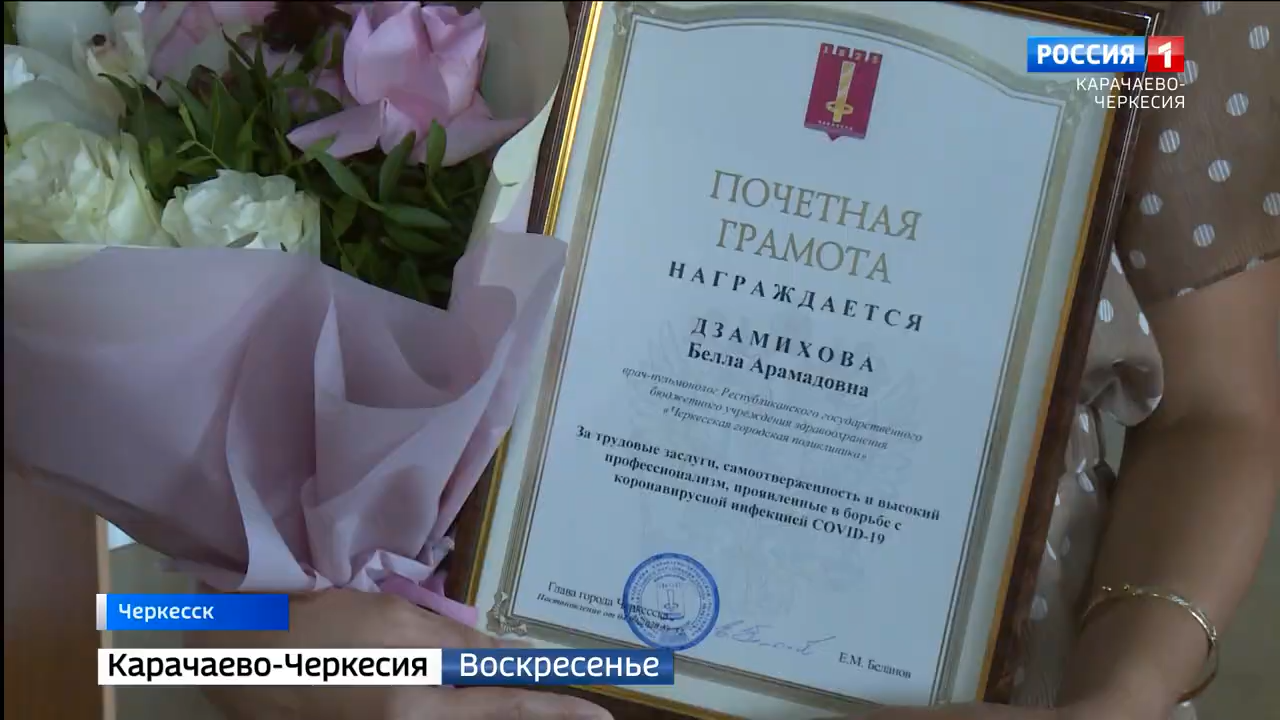 РОССИЯ 1
КАРАЧАЕВО-
ЧЕРКЕСИЯ
ПОЧЕТНАЯ
ГРАМОТА
НАГРАЖДАЕТСЯ
ДЗАМИХОВА
Белла Арамадовна
врач-пульмонолог Республиканского государственного
бюджетного учреждения здравоохранения
«Черкесская городская поликлиника»
За трудовые заслуги, самоотверженность и высокий
профессионализм, проявленные в борьбе с
коронавирусной инфекцией COVID-19
Глава города Черкесска
Постановление от
Е.М. Беланов
Черкесск
Карачаево-Черкесия Воскресенье